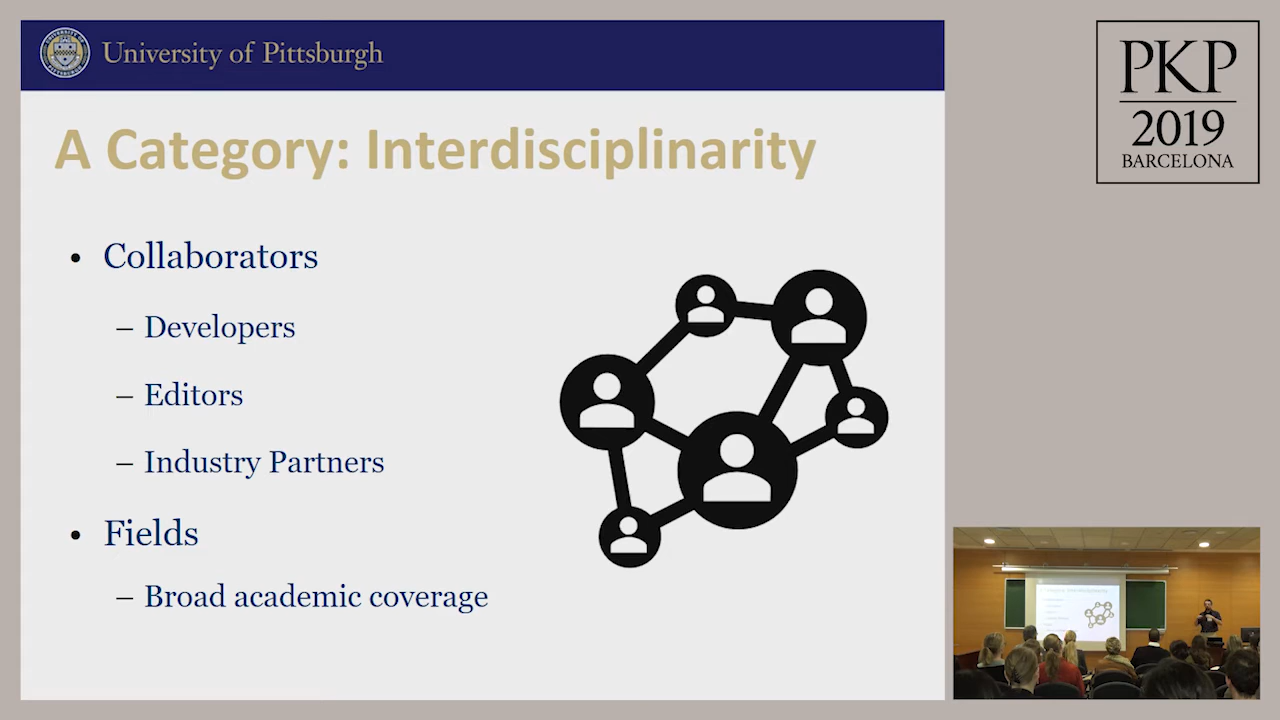 University of Pittsburgh
PKP
2019
BARCELONA
A Category: Interdisciplinarity
• Collaborators
– Developers
– Editors
– Industry Partners
• Fields
– Broad academic coverage